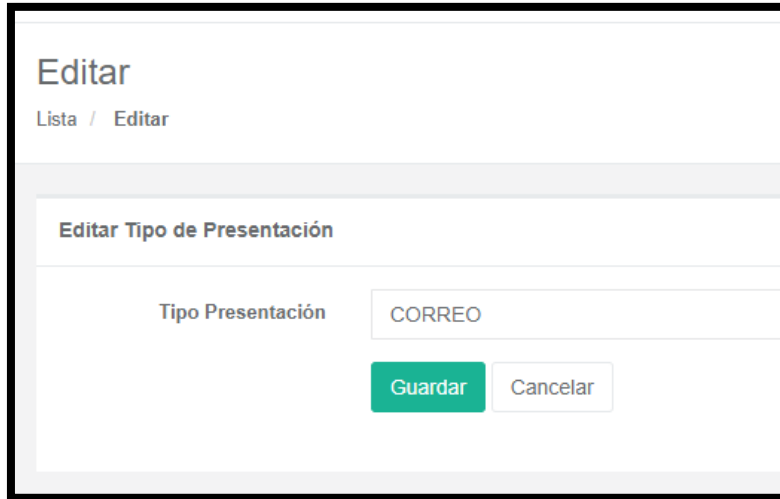 Editar
Lista / Editar
Editar Tipo de Presentación
Tipo Presentación CORREO
Guardar Cancelar